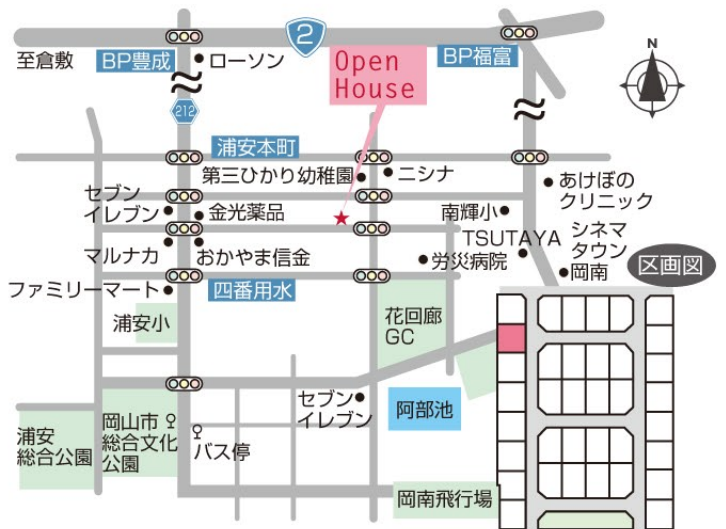 2
至倉敷
BP豊成
ローソン
Open
House
BP福富
N
212
浦安本町
第三ひかり幼稚園
ニシナ
あけぼの
クリニック
セブン
イレブン
金光薬品
南輝小
TSUTAYA
シネマ
タウン
岡南
マルナカ
おかやま信金
労災病院
区画図
ファミリーマート
四番用水
浦安小
花回廊
GC
セブン
イレブン
阿部池
浦安
総合公園
岡山市
総合文化
公園
バス停
岡南飛行場